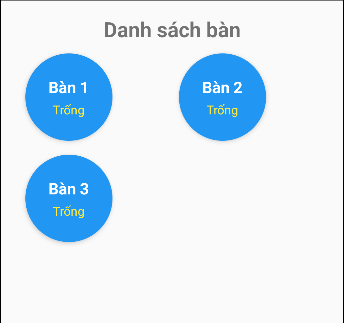 Danh sách bàn
Bàn 1
Trống
Bàn 2
Trống
Bàn 3
Trống